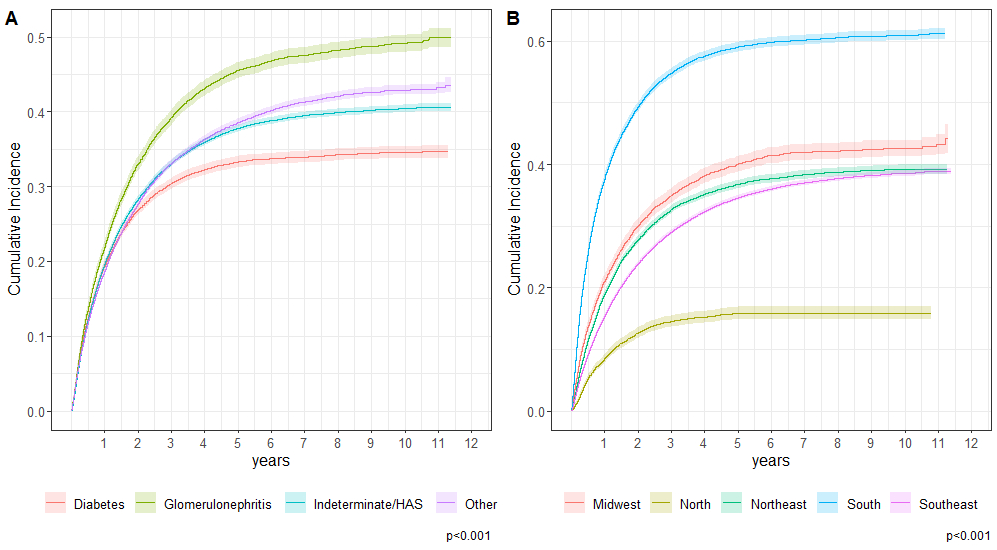 A
Cumulative Incidence
0.5
0.4
0.3
0.2
0.1
0.0
1 2 3 4 5 6 7 8 9 10 11 12
years
Diabetes Glomerulonephritis Indeterminate/HAS Other
p<0.001
B
Cumulative Incidence
0.6
0.4
0.2
0.0
1 2 3 4 5 6 7 8 9 10 11 12
years
Midwest North Northeast South Southeast
p<0.001